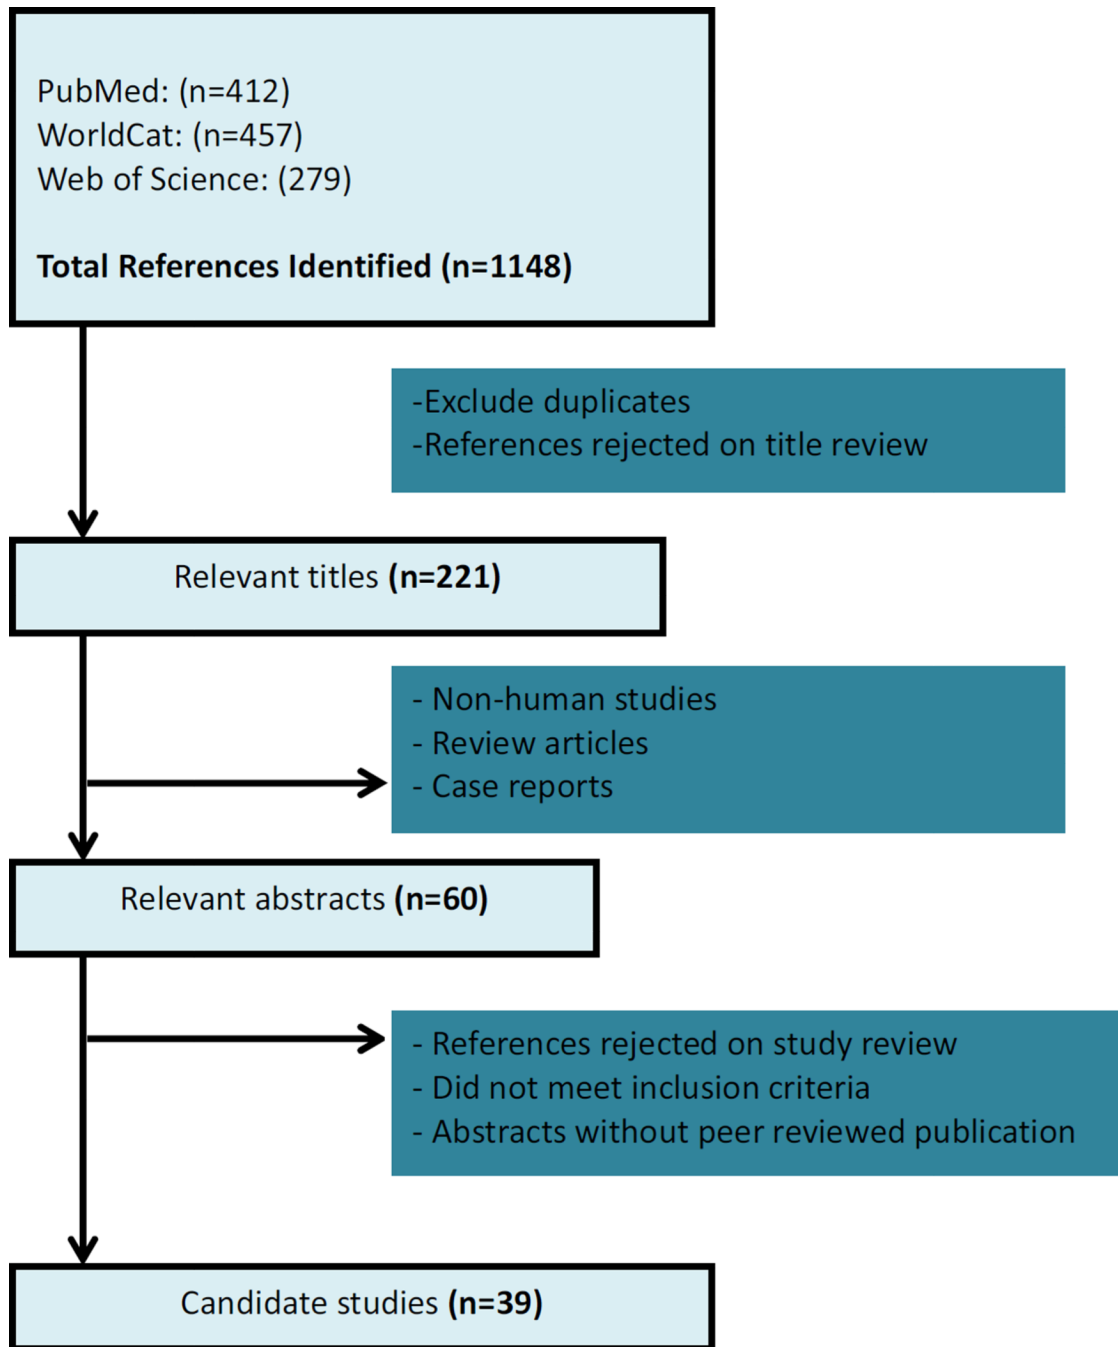 PubMed: (n=412)
WorldCat: (n=457)
Web of Science: (279)
Total References Identified (n=1148)
-Exclude duplicates
-References rejected on title review
Relevant titles (n=221)
- Non-human studies
- Review articles
- Case reports
Relevant abstracts (n=60)
- References rejected on study review
- Did not meet inclusion criteria
- Abstracts without peer reviewed publication
Candidate studies (n=39)